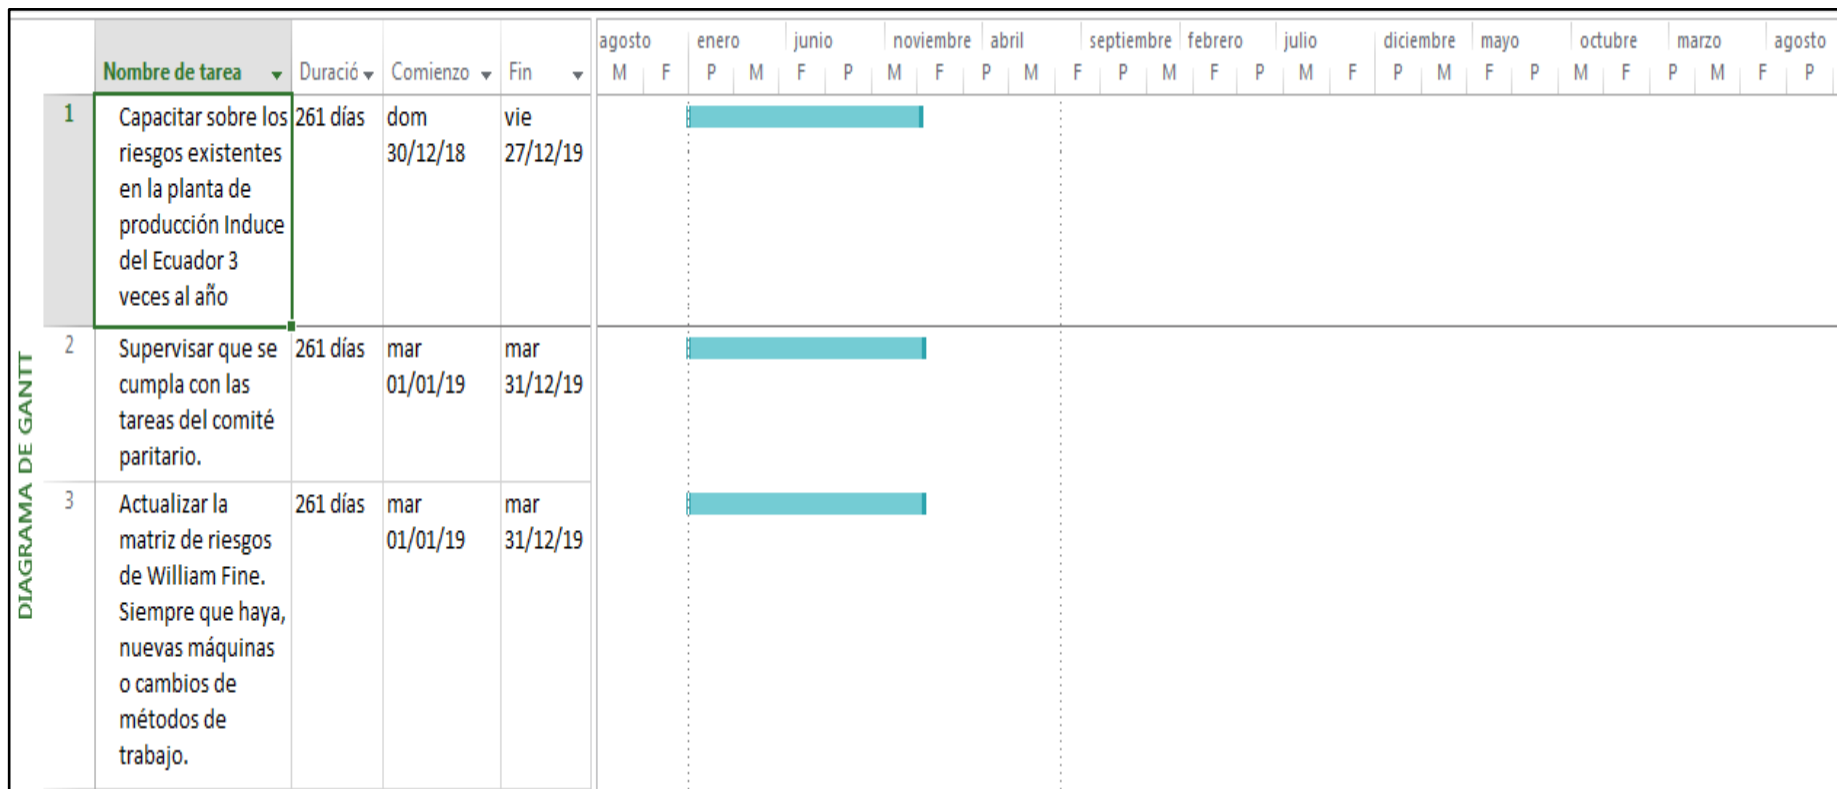 agosto enero junio noviembre abril septiembre febrero julio diciembre mayo octubre marzo agosto
Nombre de tarea Duració Comienzo Fin M F P M F P M F P M F P M F P M F P M F P M F P M F P
1 Capacitar sobre los 261 días dom vie
riesgos existentes 30/12/18 27/12/19
en la planta de
producción Induce
del Ecuador 3
veces al año
2 Supervisar que se 261 días mar mar
cumpla con las 01/01/19 31/12/19
tareas del comité
paritario.
3 Actualizar la 261 días mar mar
matriz de riesgos 01/01/19 31/12/19
de William Fine.
Siempre que haya,
nuevas máquinas
o cambios de
métodos de
trabajo.
DIAGRAMA DE GANTT